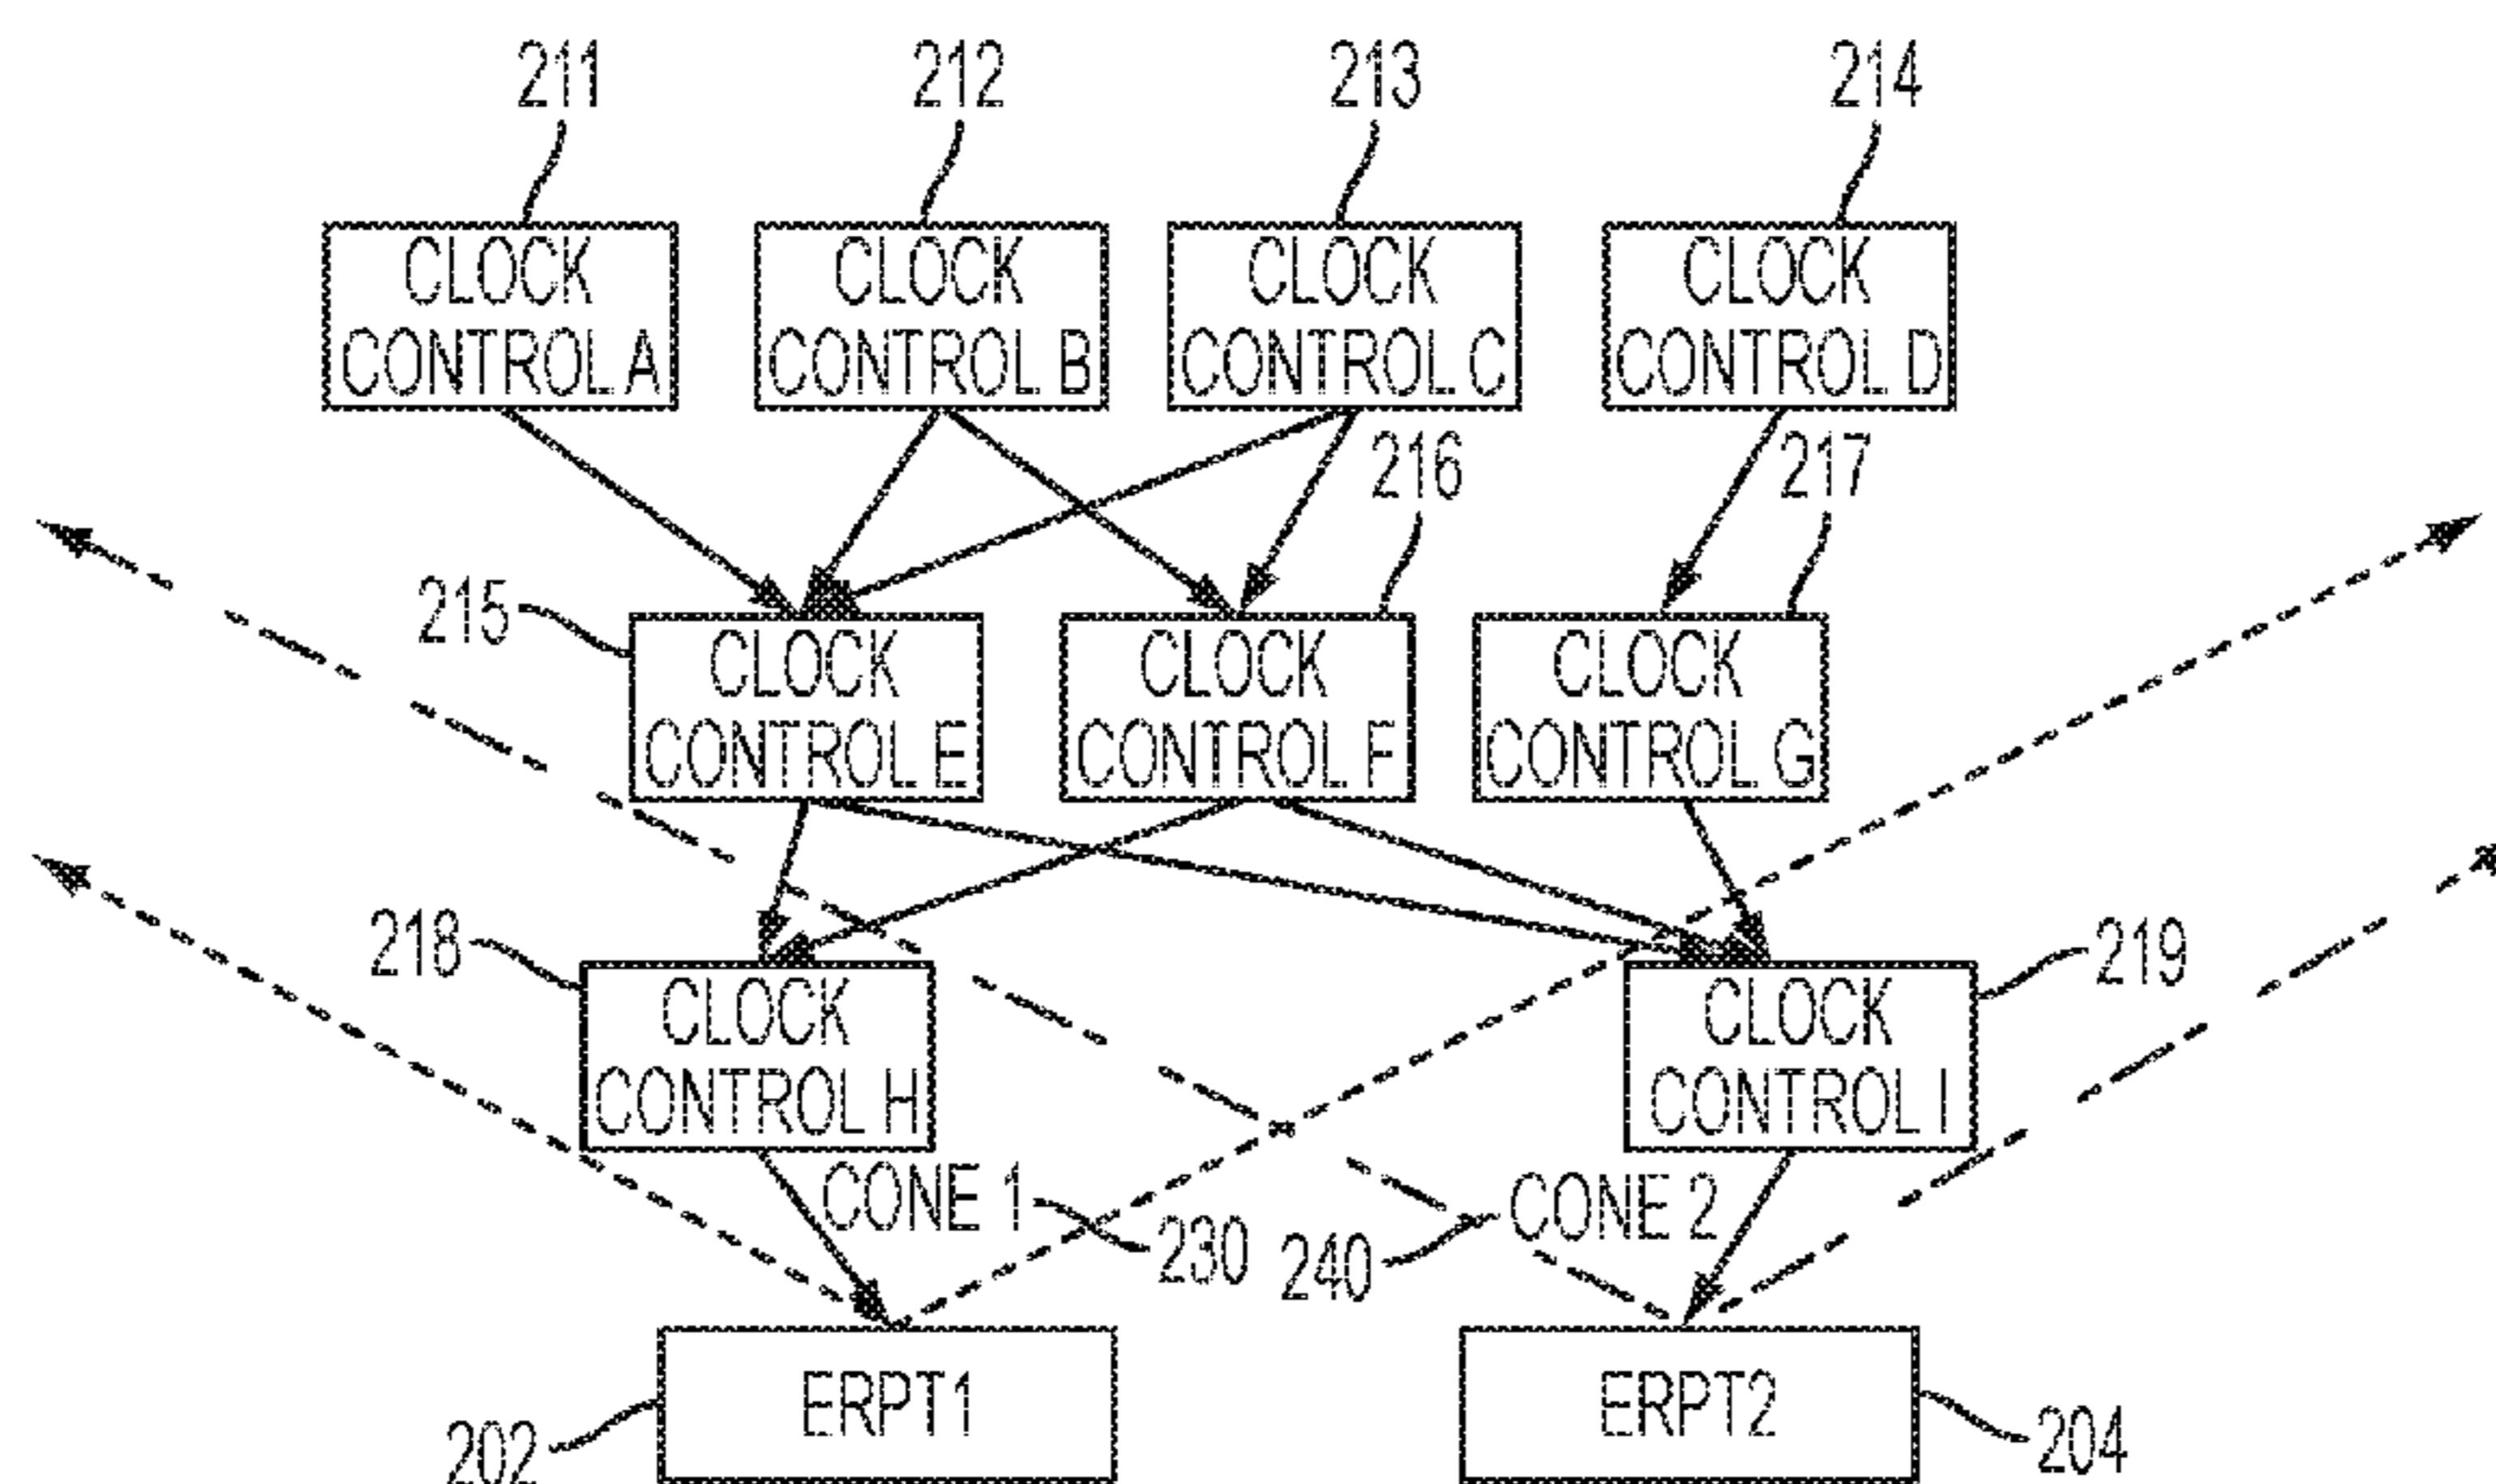 211
212
213
214
CLOCK
CONTROL A
CLOCK
CONTROL B
CLOCK
CONTROL C
CLOCK
CONTROL D
216
217
215
CLOCK
CONTROL E
CLOCK
CONTROL F
CLOCK
CONTROL G
218
219
CLOCK
CONTROL H
CLOCK
CONTROL I
CONE 1
230
240
CONE 2
ERPT1
ERPT2
202
204